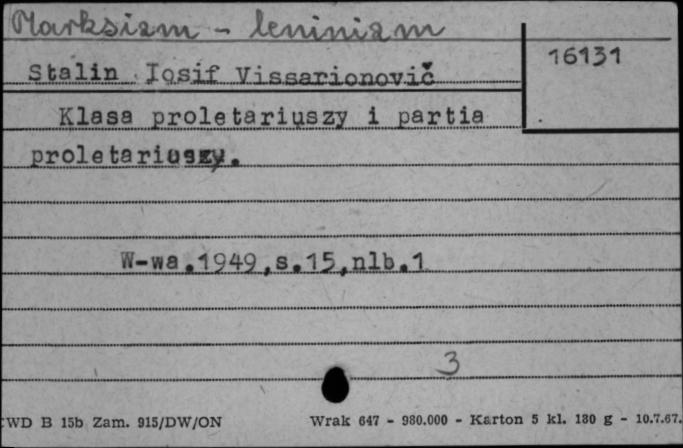 Marksizm - leninizm
16131
Stalin Iosif Vissarionovič
Klasa proletariuszy i partia
proletariuszy.
W-wa.1949,s.15,nlb.1
3
WD B 15b Zam. 915/DW/ON Wrak 647 - 980.000 - Karton 5 kl. 180 g - 10.7.67.